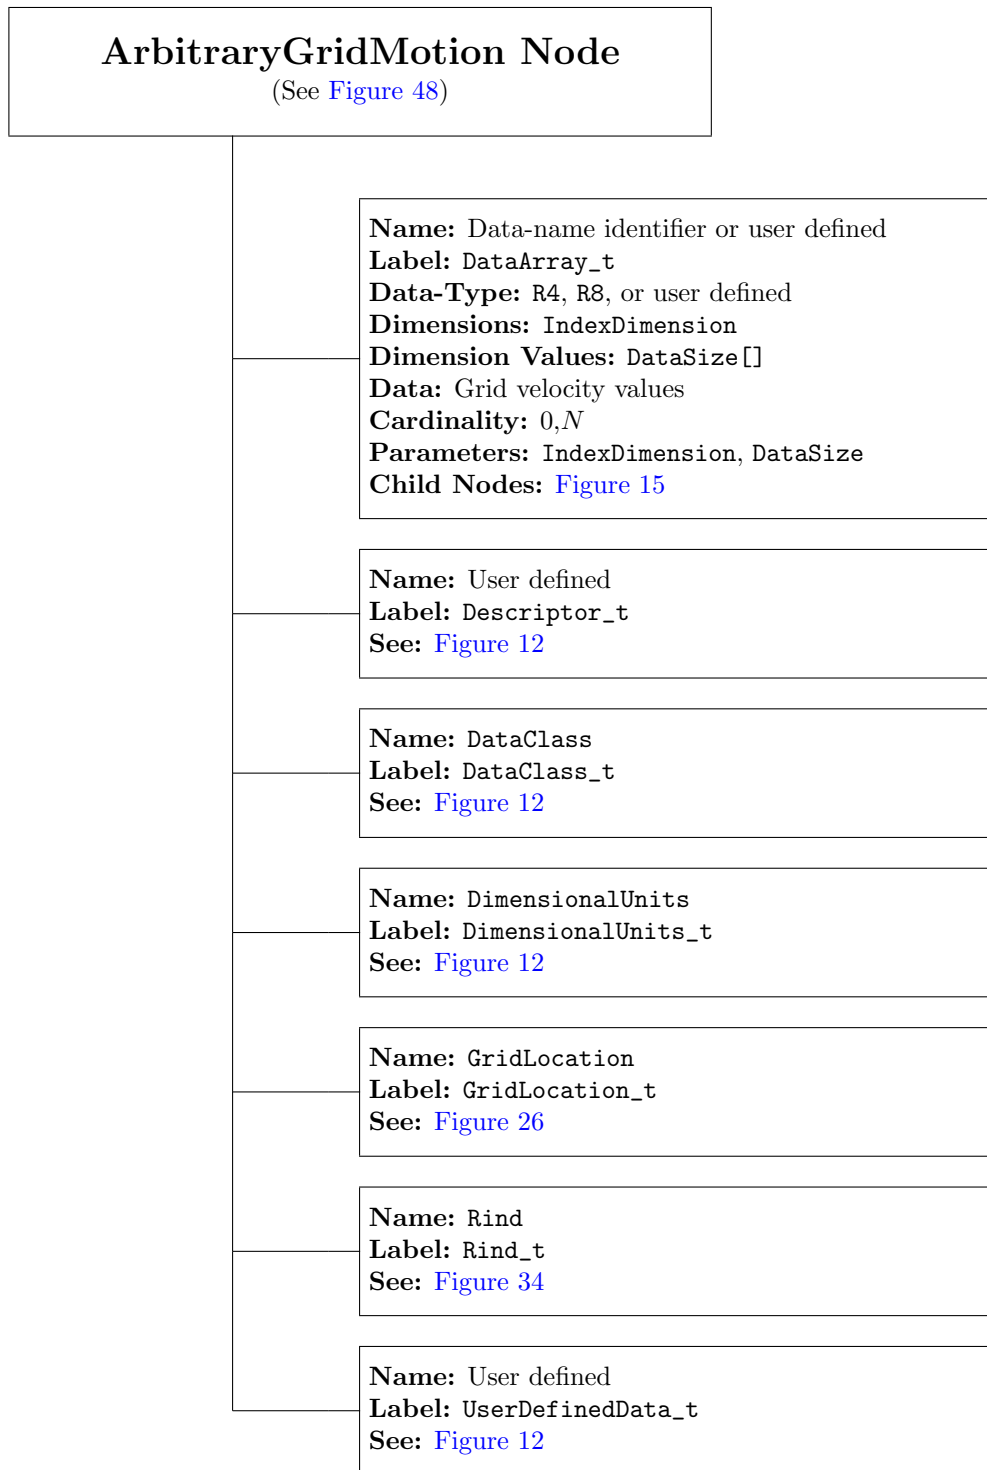 ArbitraryGridMotion Node
(See Figure 48)
Name: Data-name identifier or user defined
Label: DataArray_t
Data-Type: R4, R8, or user defined
Dimensions: IndexDimension
Dimension Values: DataSize[]
Data: Grid velocity values
Cardinality: 0,N
Parameters: IndexDimension, DataSize
Child Nodes: Figure 15
Name: User defined
Label: Descriptor_t
See: Figure 12
Name: DataClass
Label: DataClass_t
See: Figure 12
Name: DimensionalUnits
Label: DimensionalUnits_t
See: Figure 12
Name: GridLocation
Label: GridLocation_t
See: Figure 26
Name: Rind
Label: Rind_t
See: Figure 34
Name: User defined
Label: UserDefinedData_t
See: Figure 12